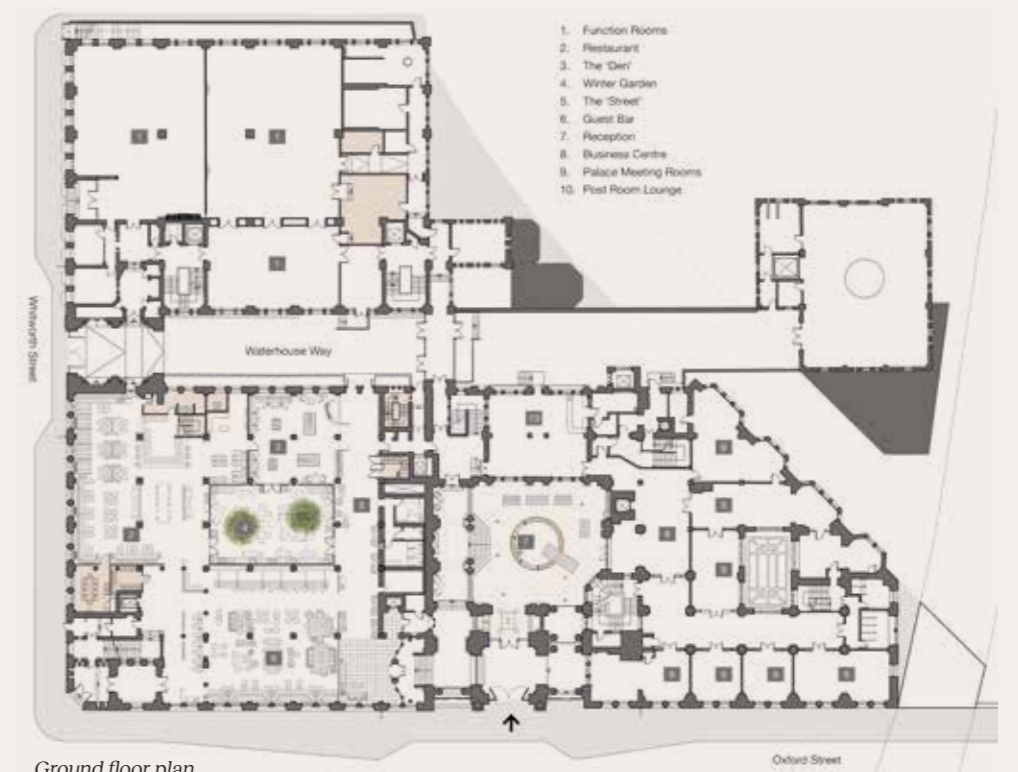 1. Function Rooms
2. Restaurant
3. The 'Den'
4. Winter Garden
5. The 'Street'
6. Guest Bar
7. Reception
8. Business Centre
9. Palace Meeting Rooms
10. Post Room Lounge
Whitworth Street
Waterhouse Way
7
Oxford Street
Ground floor plan